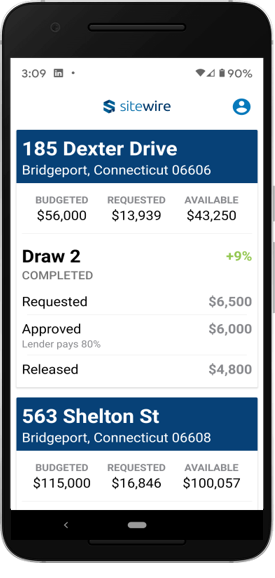 3:09 in 90%
sitewire
185 Dexter Drive
Bridgeport, Connecticut 06606
BUDGETED REQUESTED AVAILABLE
$56,000 $13,939 $43,250
Draw 2 +9%
COMPLETED
Requested $6,500
Approved $6,000
Lender pays 80%
Released $4,800
563 Shelton St
Bridgeport, Connecticut 06608
BUDGETED REQUESTED AVAILABLE
$115,000 $16,846 $100,057